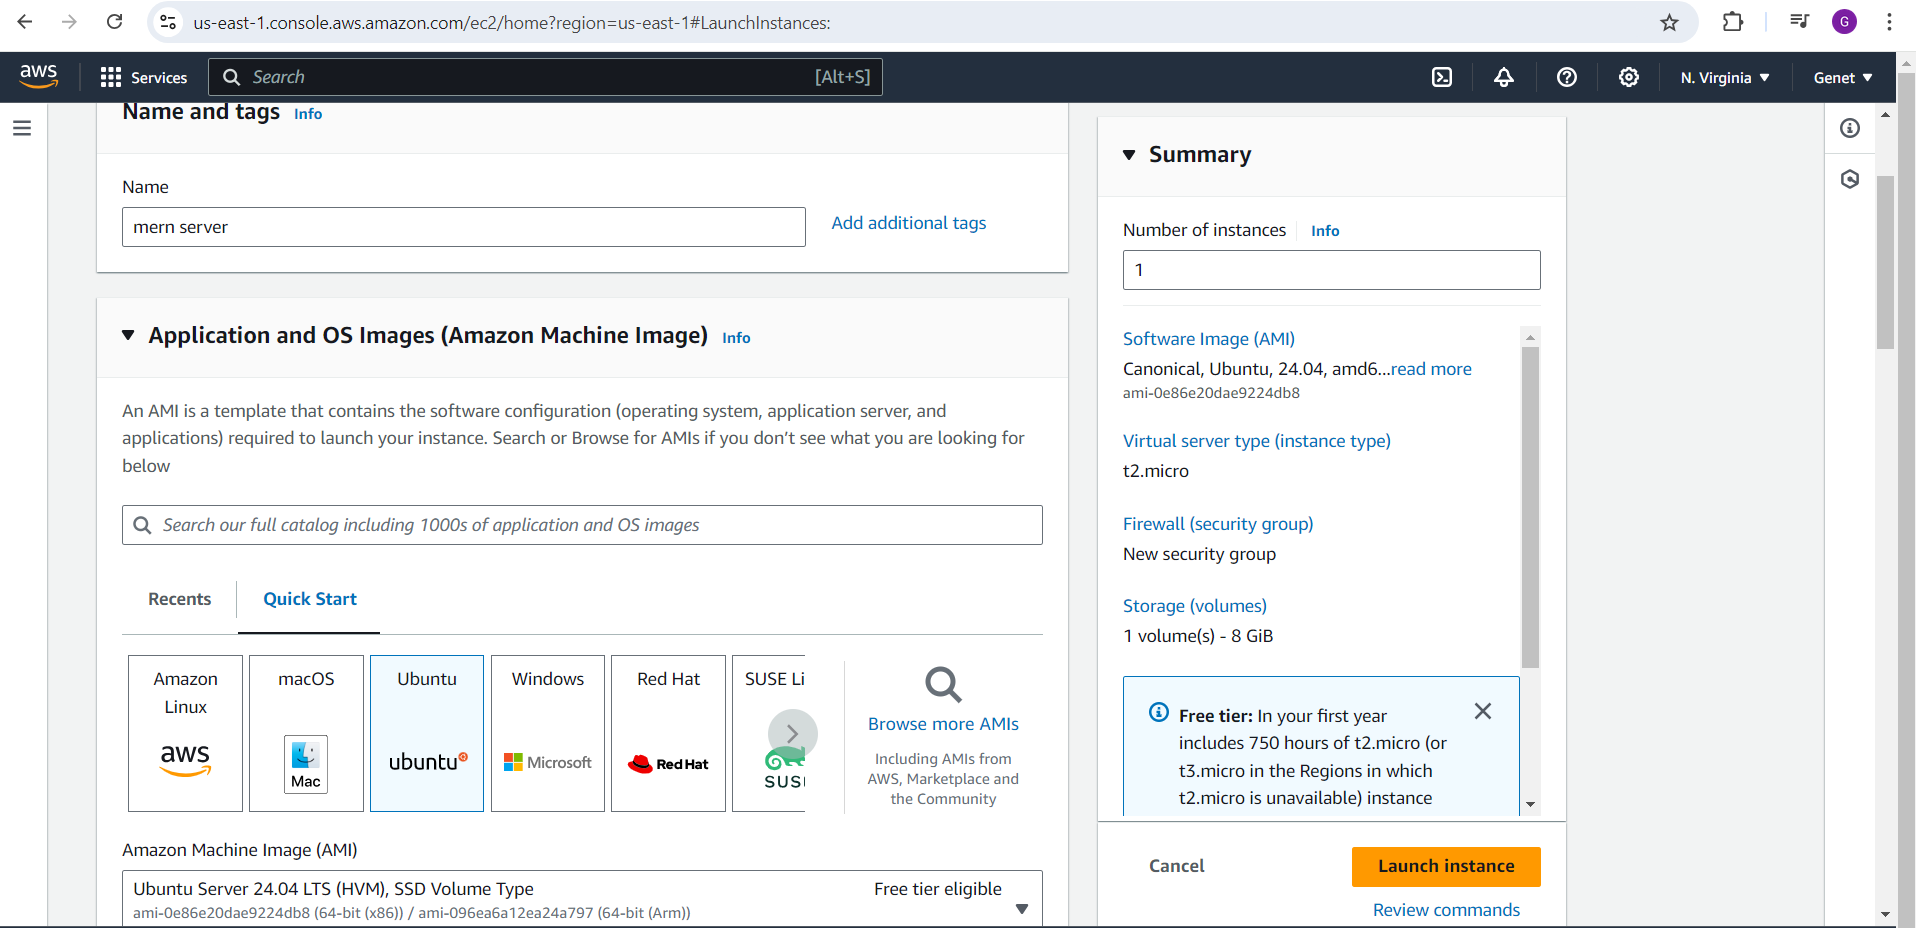 us-east-1.console.aws.amazon.com/ec2/home?region=us-east-1#LaunchInstances:
G
aws
Services
Search
[Alt+S]
N. Virginia
Genet
Name and tags Info
Name
mern server
Add additional tags
Application and OS Images (Amazon Machine Image) Info
An AMI is a template that contains the software configuration (operating system, application server, and
applications) required to launch your instance. Search or Browse for AMIs if you don’t see what you are looking for
below
Search our full catalog including 1000s of application and OS images
Recents
Quick Start
Amazon
Linux
aws
macOS
Mac
Ubuntu
ubuntu
Windows
Microsoft
Red Hat
Red Hat
SUSE Li
SUS
Browse more AMIs
Including AMIs from
AWS, Marketplace and
the Community
Amazon Machine Image (AMI)
Ubuntu Server 24.04 LTS (HVM), SSD Volume Type
Free tier eligible
ami-0e86e20dae9224db8 (64-bit (x86)) / ami-096ea6a12ea24a797 (64-bit (Arm))
Summary
Number of instances Info
1
Software Image (AMI)
Canonical, Ubuntu, 24.04, amd6...read more
ami-0e86e20dae9224db8
Virtual server type (instance type)
t2.micro
Firewall (security group)
New security group
Storage (volumes)
1 volume(s) - 8 GiB
Free tier: In your first year
includes 750 hours of t2.micro (or
t3.micro in the Regions in which
t2.micro is unavailable) instance
Cancel
Launch instance
Review commands